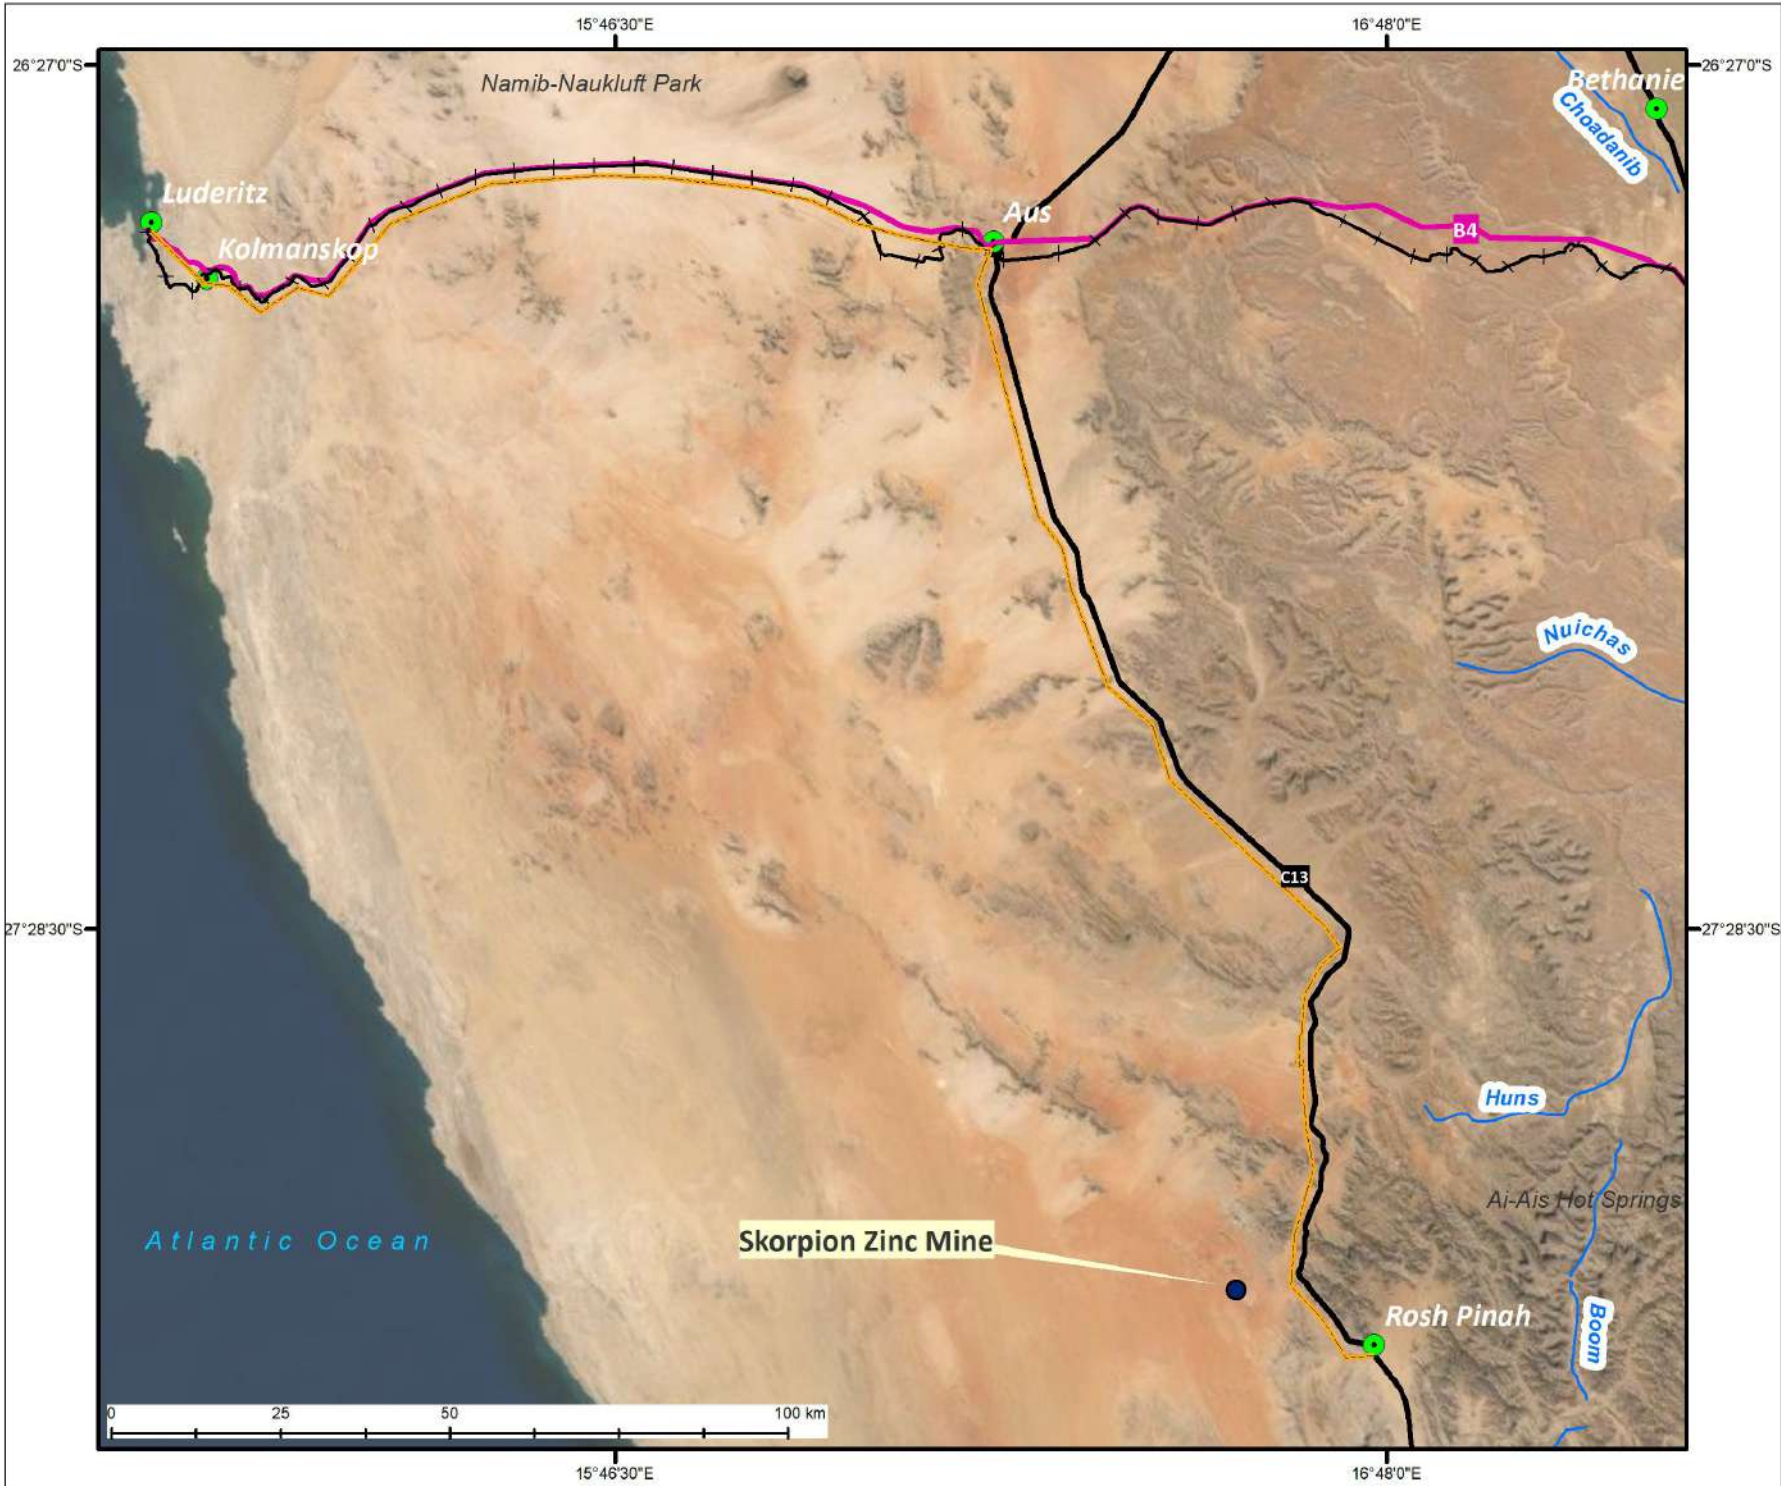 15°46'30"E
16°48'0"E
26°27'0"S
26°27'0"S
Namib-Naukluft Park
Bethanie
Choadanib
Luderitz
Aus
B4
Kolmanskop
Nuichas
C13
27°28'30"S
27°28'30"S
Huns
Ai-Ais Hot Springs
Atlantic Ocean
Skorpion Zinc Mine
Rosh Pinah
Boom
0 25 50 100 km
15°46'30"E
16°48'0"E